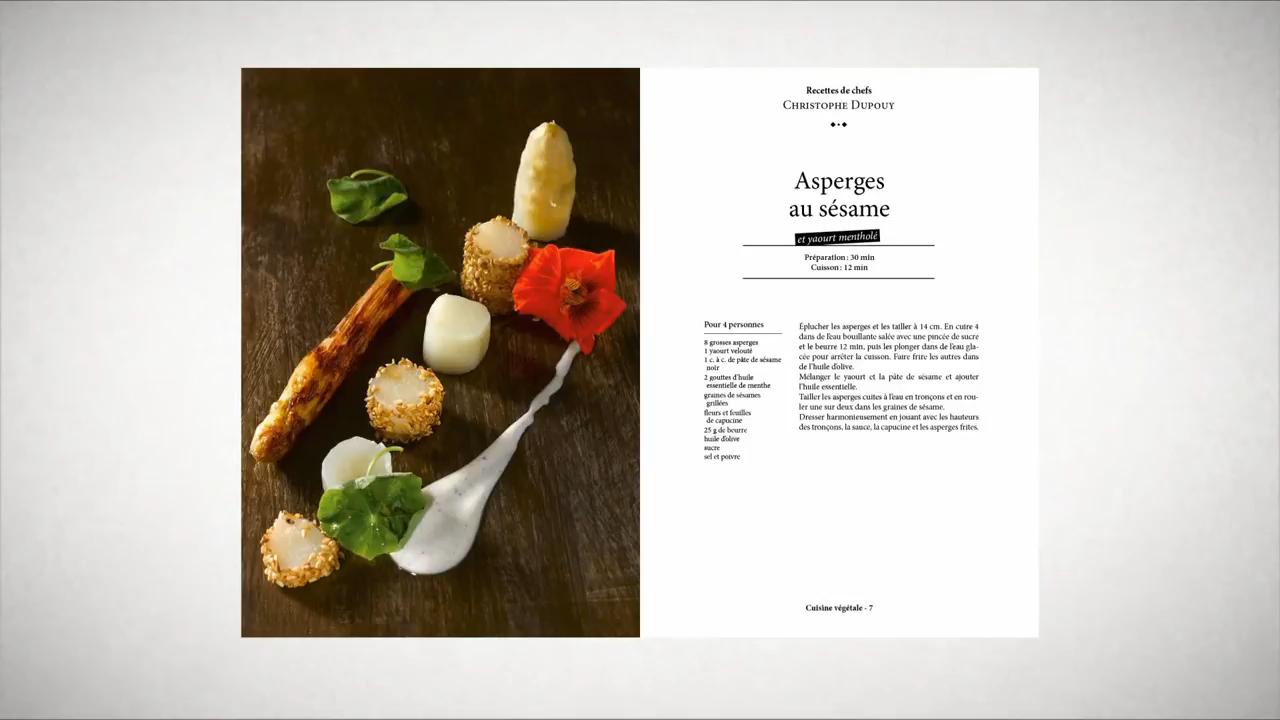 Recettes de chefs
Christophe Dupouy
Asperges
au sésame
et yaourt mentholé
Préparation : 30 min
Cuisson : 12 min
Pour 4 personnes
8 grosses asperges
1 yaourt velouté
1 c. à c. de pâte de sésame
noir
2 gouttes d'huile
essentielle de menthe
graines de sésames
grillées
fleurs et feuilles
de capucine
25 g de beurre
huile d'olive
sucre
sel et poivre
Éplucher les asperges et les tailler à 14 cm. En cuire 4
dans de l'eau bouillante salée avec une pincée de sucre
et le beurre 12 min, puis les plonger dans de l'eau gla-
cée pour arrêter la cuisson. Faire frire les autres dans
de l'huile d'olive.
Mélanger le yaourt et la pâte de sésame et ajouter
l'huile essentielle.
Tailler les asperges cuites à l'eau en tronçons et en rou-
ler une sur deux dans les graines de sésame.
Dresser harmonieusement en jouant avec les hauteurs
des tronçons, la sauce, la capucine et les asperges frites.
Cuisine végétale - 7